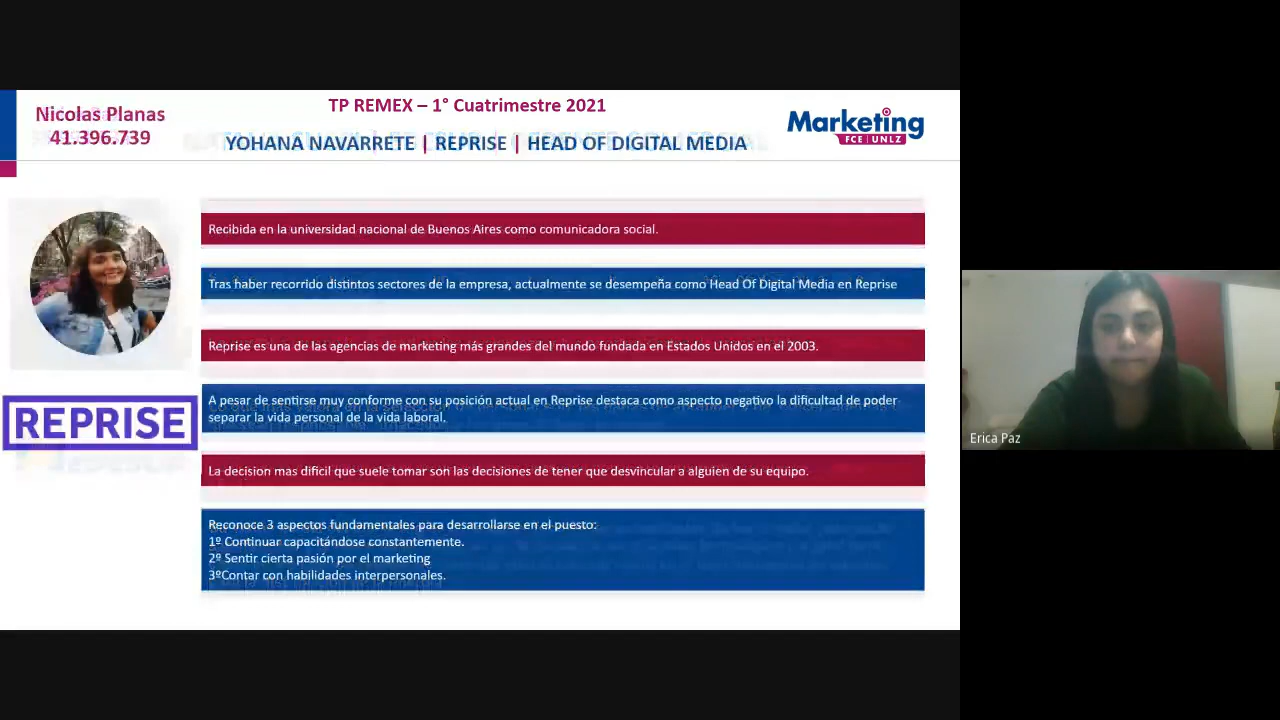 Nicolas Planas
41.396.739
TP REMEX – 1° Cuatrimestre 2021
YOHANA NAVARRETE | REPRISE | HEAD OF DIGITAL MEDIA
Marketing
FCE | UNLZ
Recibida en la universidad nacional de Buenos Aires como comunicadora social.
Tras haber recorrido distintos sectores de la empresa, actualmente se desempeña como Head Of Digital Media en Reprise
Reprise es una de las agencias de marketing más grandes del mundo fundada en Estados Unidos en el 2003.
REPRISE
A pesar de sentirse muy conforme con su posición actual en Reprise destaca como aspecto negativo la dificultad de poder
separar la vida personal de la vida laboral.
La decision mas dificil que suele tomar son las decisiones de tener que desvincular a alguien de su equipo.
Reconoce 3 aspectos fundamentales para desarrollarse en el puesto:
1º Continuar capacitándose constantemente.
2º Sentir cierta pasión por el marketing
3ºContar con habilidades interpersonales.
Erica Paz